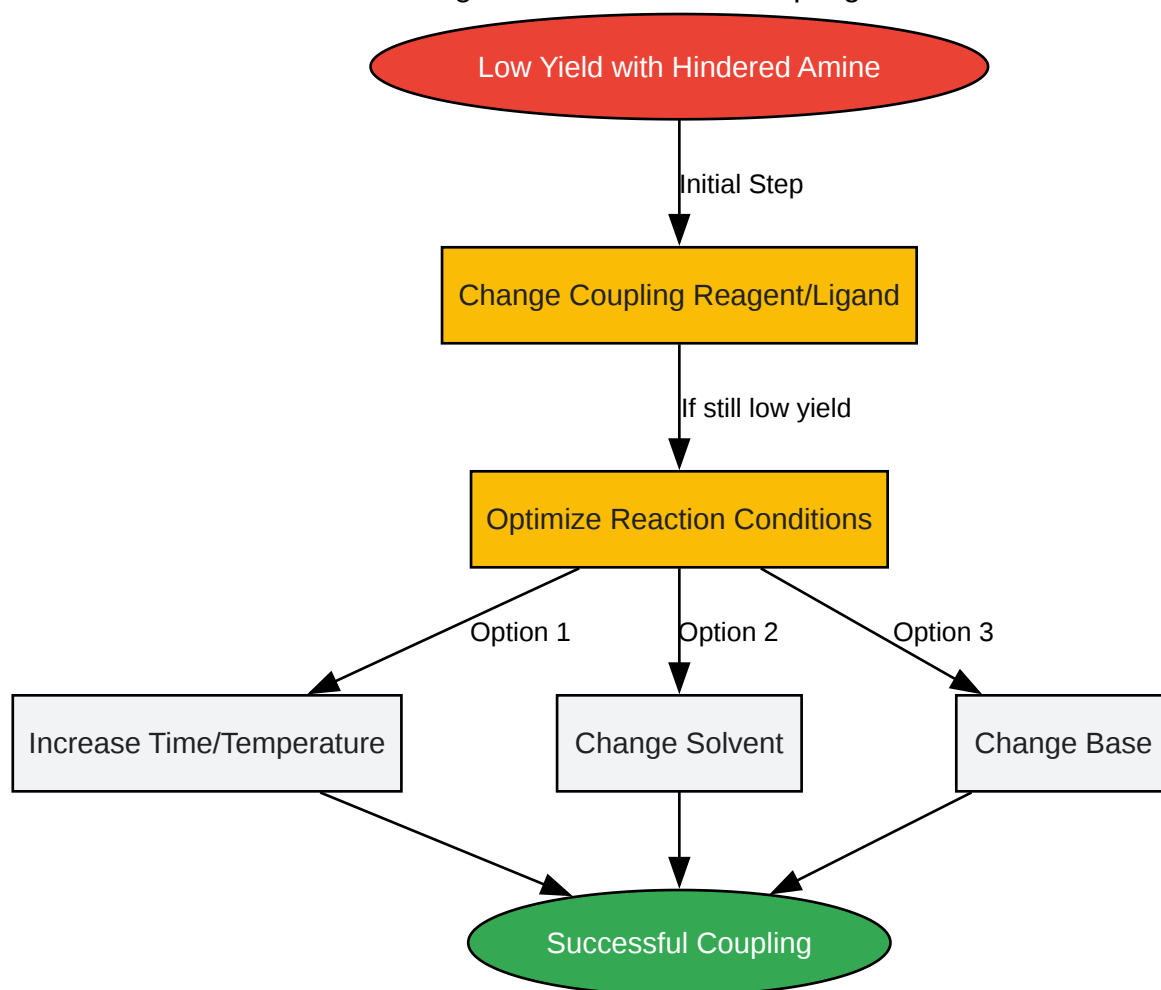 Low Yield with Hindered Amine
Initial Step
Change Coupling Reagent/Ligand
If still low yield
Optimize Reaction Conditions
Option 1
Option 2
Option 3
Increase Time/Temperature
Change Solvent
Change Base
Successful Coupling